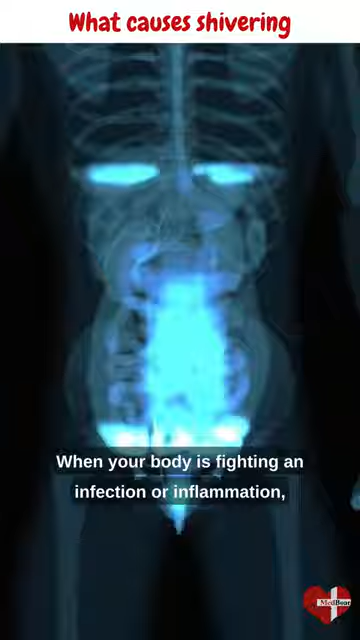 What causes shivering
When your body is fighting an
infection or inflammation,
MedBear